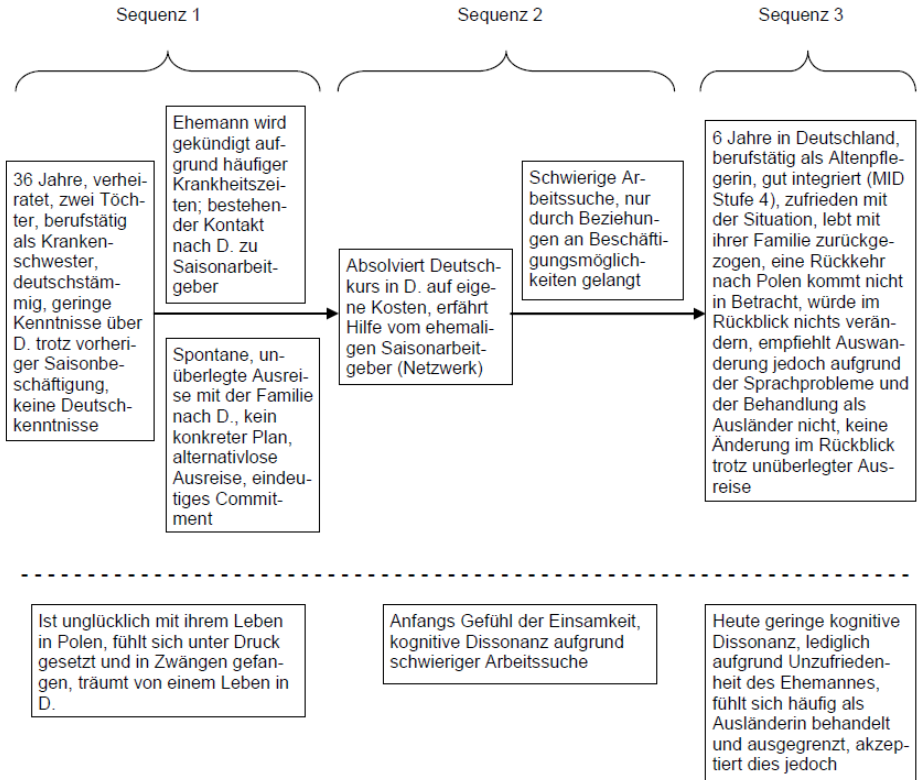 Sequenz 1
Sequenz 2
Sequenz 3
36 Jahre, verhei-
ratet, zwei Töch-
ter, berufstätig
als Kranken-
schwester,
deutschstäm-
mig, geringe
Kenntnisse über
D. trotz vorheri-
ger Saisonbe-
schäftigung,
keine Deutsch-
kenntnisse
Ehemann wird
gekündigt auf-
grund häufiger
Krankheitszei-
ten; bestehen-
der Kontakt
nach D. zu
Saisonarbeit-
geber
Spontane, un-
überlegte Ausrei-
se mit der Familie
nach D., kein
konkreter Plan,
alternativlose
Ausreise, eindeu-
tiges Commit-
ment
Absolviert Deutsch-
kurs in D. auf eigene
Kosten, erfährt
Hilfe vom ehemali-
gen Saisonarbeit-
geber (Netzwerk)
Schwierige Ar-
beitssuche, nur
durch Beziehun-
gen an Beschäfti-
gungsmöglich-
keiten gelangt
6 Jahre in Deutschland,
berufstätig als Altenpfle-
gerin, gut integriert (MID
Stufe 4), zufrieden mit
der Situation, lebt mit
ihrer Familie zurückge-
zogen, eine Rückkehr
nach Polen kommt nicht
in Betracht, würde im
Rückblick nichts verän-
dern, empfiehlt Auswan-
derung jedoch aufgrund
der Sprachprobleme und
der Behandlung als
Ausländer nicht, keine
Änderung im Rückblick
trotz unüberlegter Aus-
reise
Ist unglücklich mit ihrem Leben
in Polen, fühlt sich unter Druck
gesetzt und in Zwängen gefan-
gen, träumt von einem Leben in
D.
Anfangs Gefühl der Einsamkeit,
kognitive Dissonanz aufgrund
schwieriger Arbeitssuche
Heute geringe kognitive
Dissonanz, lediglich
aufgrund Unzufrieden-
heit des Ehemannes,
fühlt sich häufig als
Ausländerin behandelt
und ausgegrenzt, akzep-
tiert dies jedoch